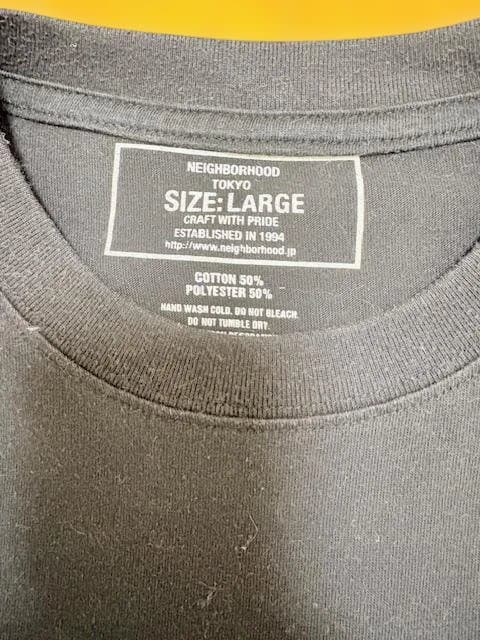 NEIGHBORHOOD
TOKYO
SIZE: LARGE
CRAFT WITH PRIDE
ESTABLISHED IN 1994
http://www.neighborhood.jp
COTTON 50%
POLYESTER 50%
HAND WASH COLD. DO NOT BLEACH.
DO NOT TUMBLE DRY.